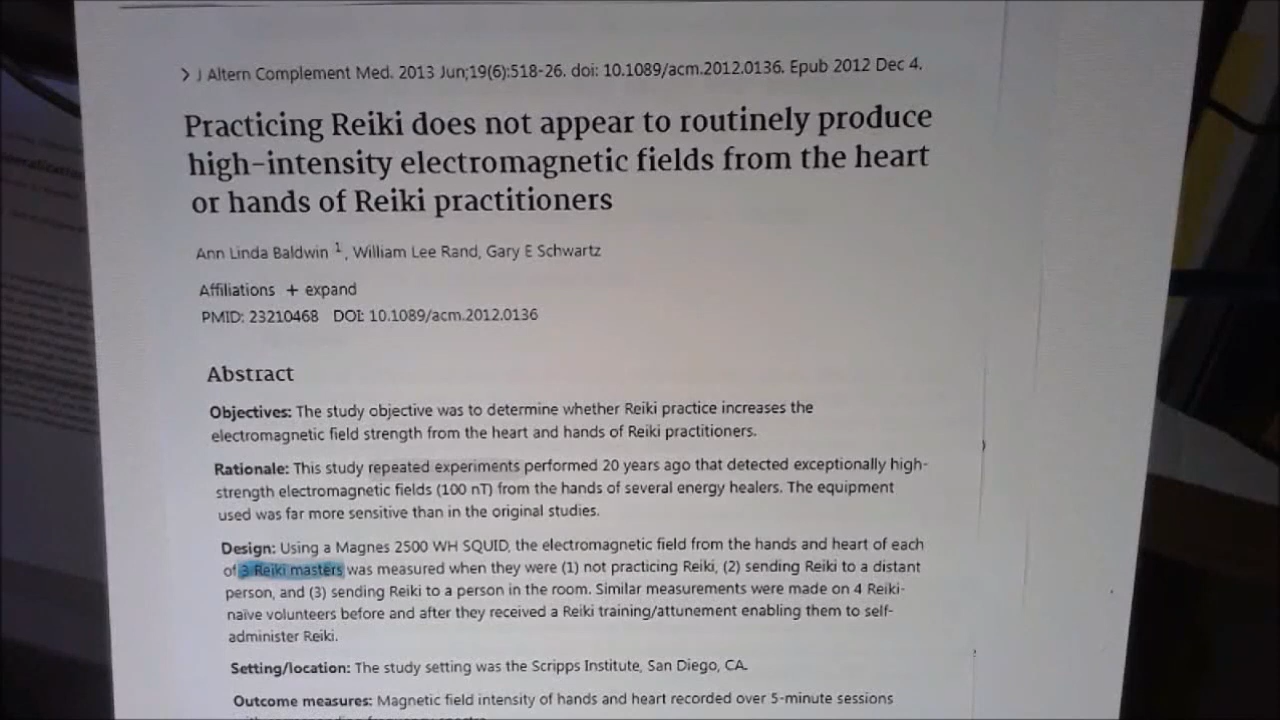 > J Altern Complement Med. 2013 Jun;19(6):518-26. doi: 10.1089/acm.2012.0136. Epub 2012 Dec 4.
Practicing Reiki does not appear to routinely produce
high-intensity electromagnetic fields from the heart
or hands of Reiki practitioners
Ann Linda Baldwin 1, William Lee Rand, Gary E Schwartz
Affiliations + expand
PMID: 23210468 DOI: 10.1089/acm.2012.0136
Abstract
Objectives: The study objective was to determine whether Reiki practice increases the
electromagnetic field strength from the heart and hands of Reiki practitioners.
Rationale: This study repeated experiments performed 20 years ago that detected exceptionally high-
strength electromagnetic fields (100 nT) from the hands of several energy healers. The equipment
used was far more sensitive than in the original studies.
Design: Using a Magnes 2500 WH SQUID, the electromagnetic field from the hands and heart of each
of 3 Reiki masters was measured when they were (1) not practicing Reiki, (2) sending Reiki to a distant
person, and (3) sending Reiki to a person in the room. Similar measurements were made on 4 Reiki-
naïve volunteers before and after they received a Reiki training/attunement enabling them to self-
administer Reiki.
Setting/location: The study setting was the Scripps Institute, San Diego, CA.
Outcome measures: Magnetic field intensity of hands and heart recorded over 5-minute sessions